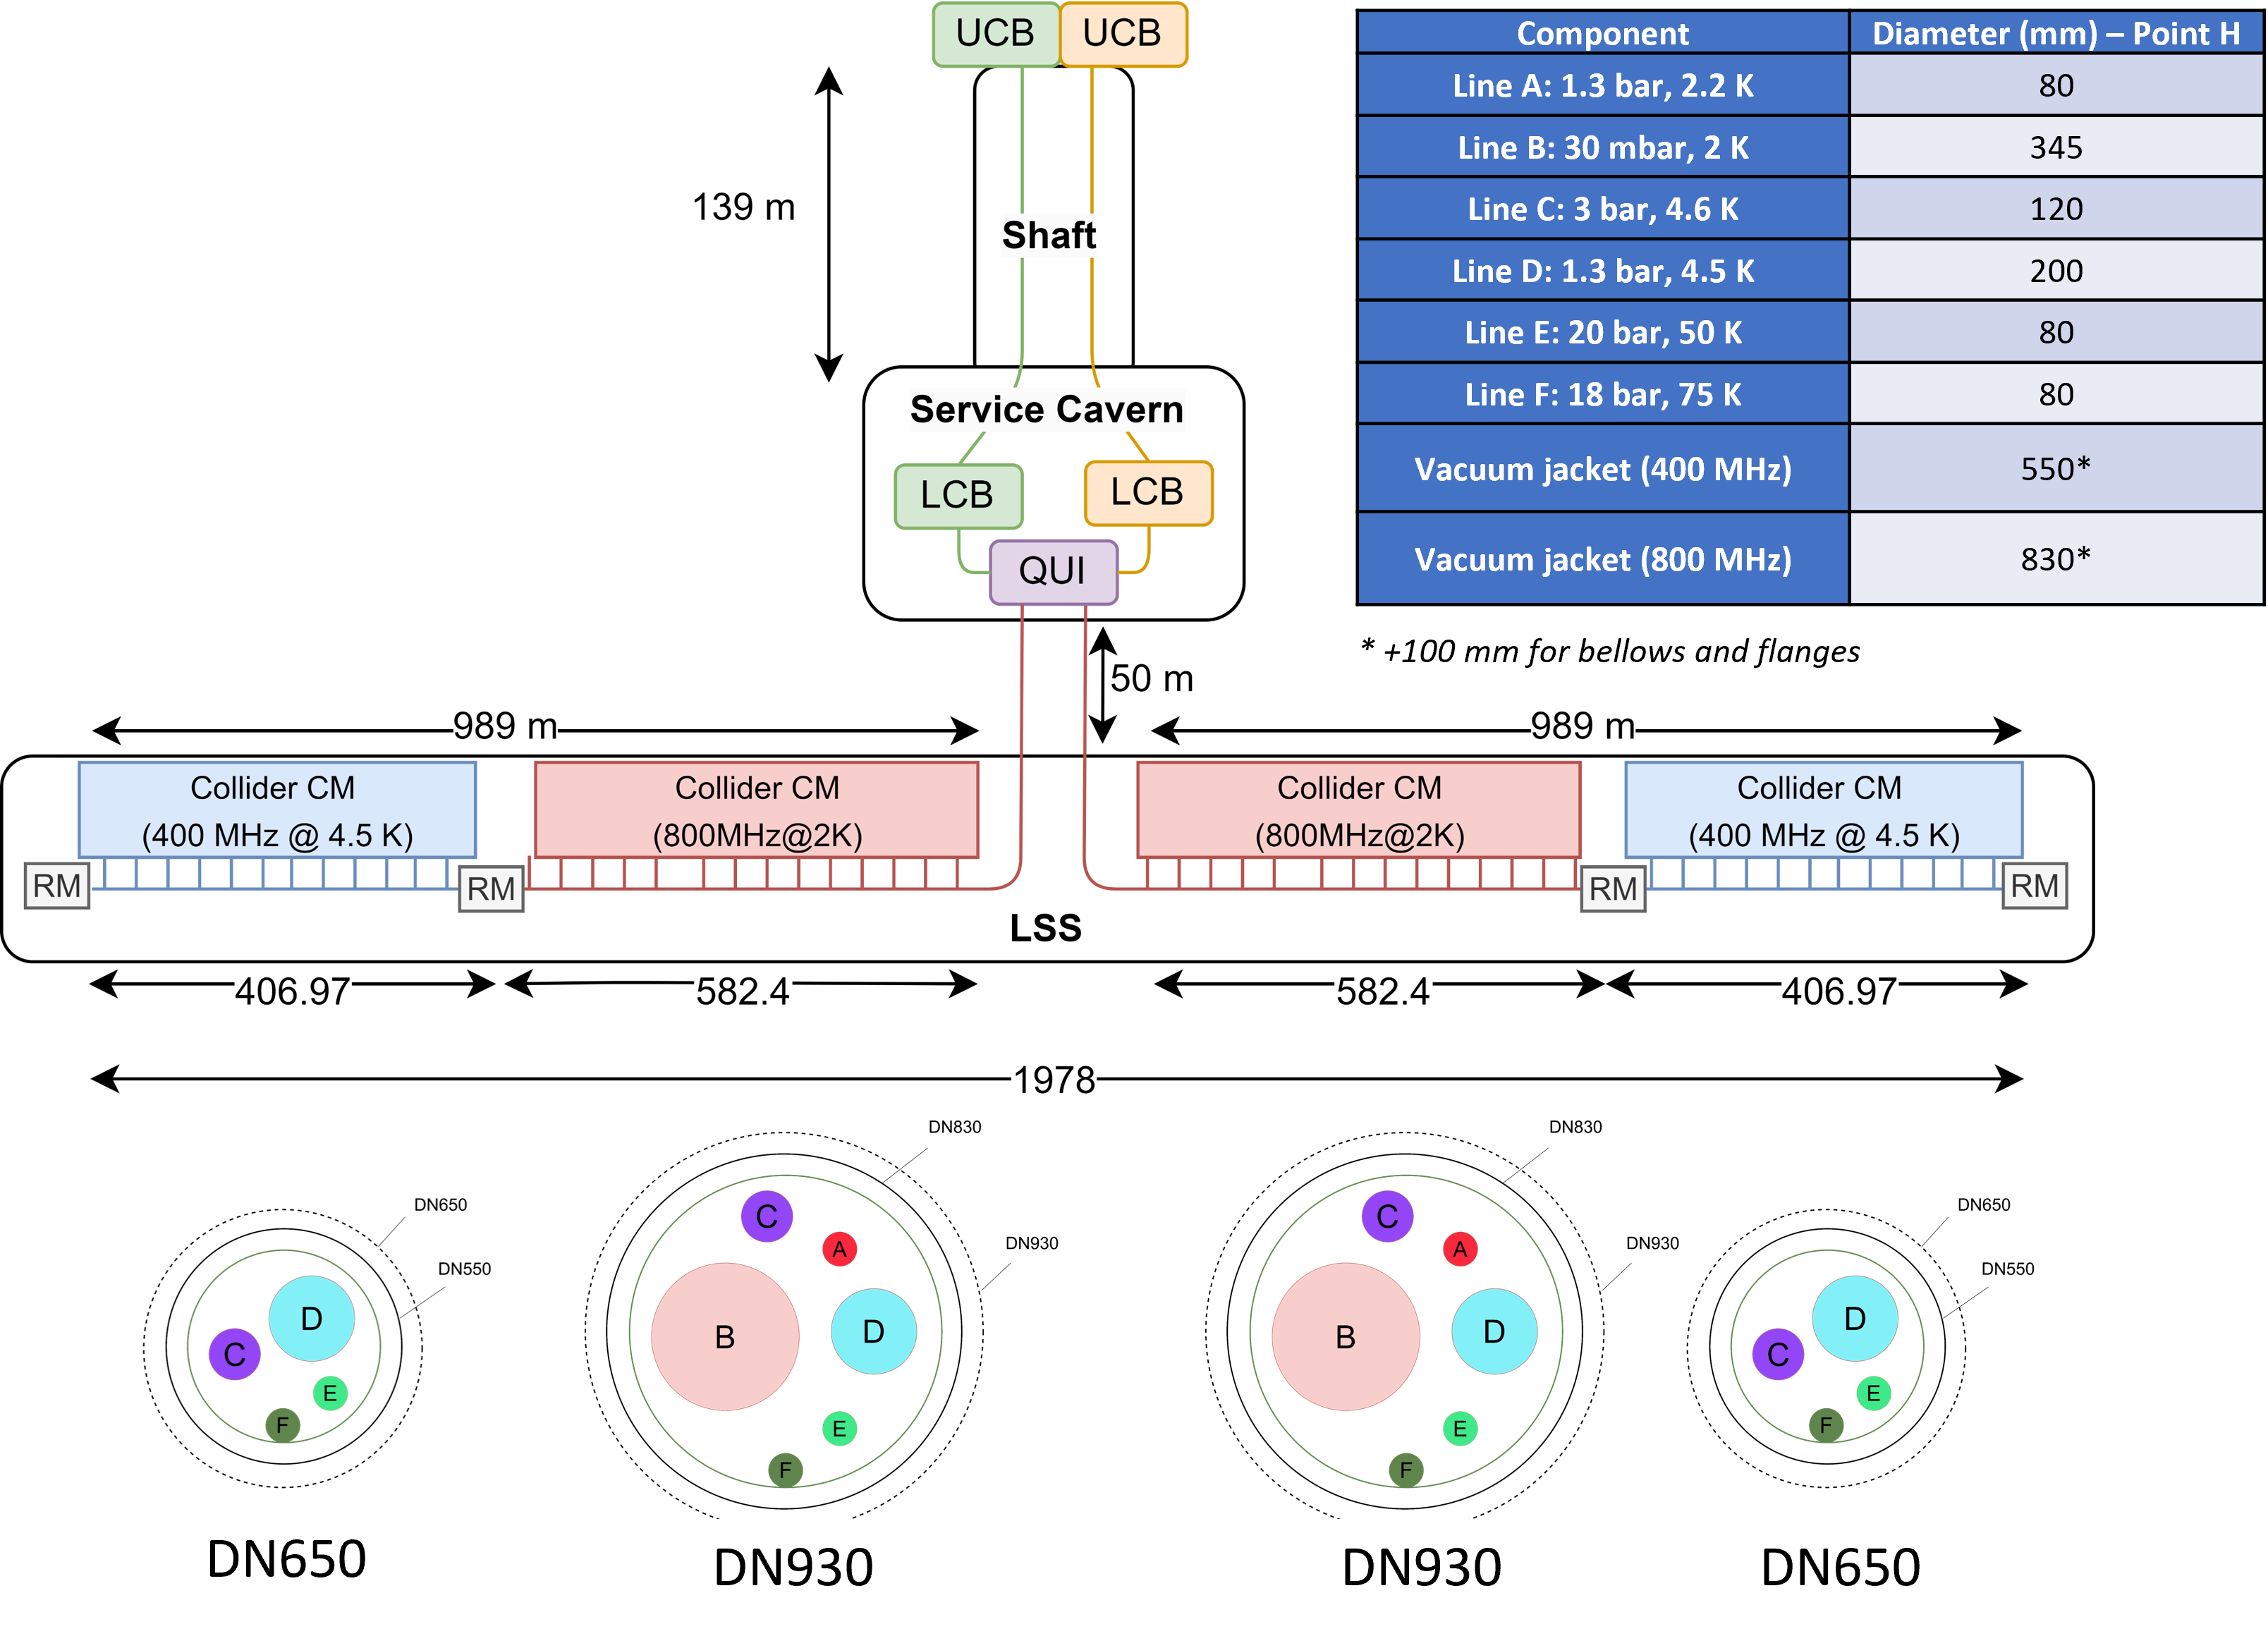 UCB UCB
139 m
Shaft
Service Cavern
LCB LCB
QUI
50 m
Component Diameter (mm) – Point H
Line A: 1.3 bar, 2.2 K 80
Line B: 30 mbar, 2 K 345
Line C: 3 bar, 4.6 K 120
Line D: 1.3 bar, 4.5 K 200
Line E: 20 bar, 50 K 80
Line F: 18 bar, 75 K 80
Vacuum jacket (400 MHz) 550*
Vacuum jacket (800 MHz) 830*
* +100 mm for bellows and flanges
989 m 989 m
Collider CM
(400 MHz @ 4.5 K)
Collider CM
(800MHz@2K)
Collider CM
(800MHz@2K)
Collider CM
(400 MHz @ 4.5 K)
RM RM RM RM
LSS
406.97 582.4 582.4 406.97
1978
DN650
DN550
D
C
E
F
DN650
DN830
DN930
C
A
B
D
E
F
DN930
DN830
DN930
C
A
B
D
E
F
DN930
DN650
DN550
D
C
E
F
DN650